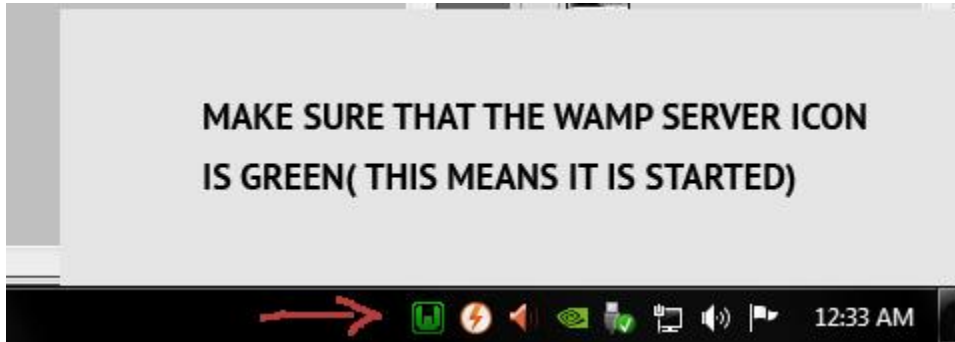 MAKE SURE THAT THE WAMP SERVER ICON
IS GREEN( THIS MEANS IT IS STARTED)
12:33 AM